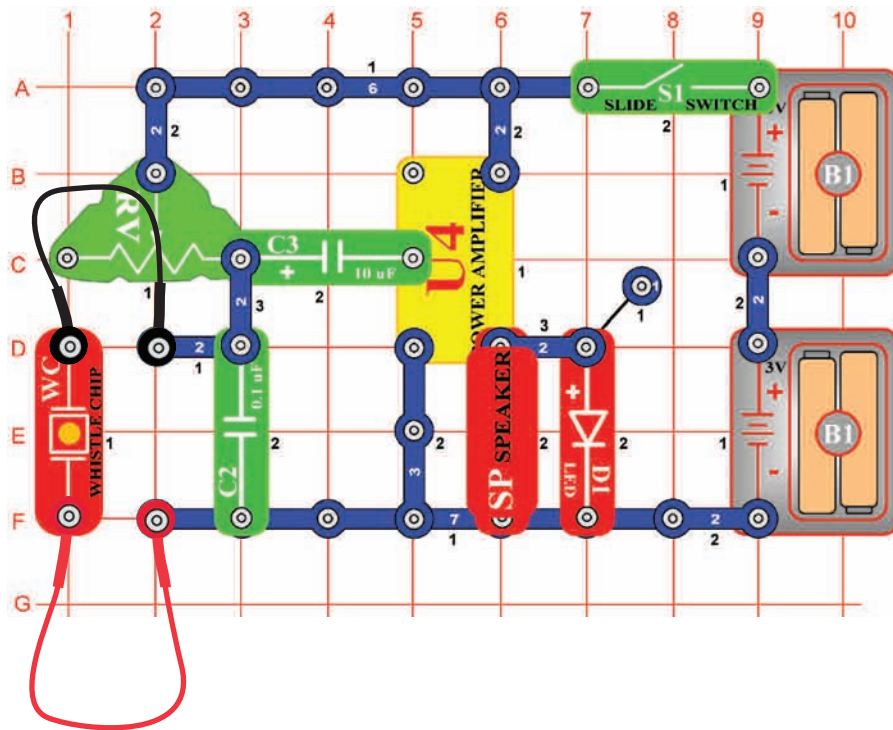 1 2 3 4 5 6 7 8 9 10
A
1
6
S1
SLIDE SWITCH
2
V
+
2
2
2
2
B
RV
B1
1
-
C
C3
+
10 uF
2
U4
POWER AMPLIFIER
1
1
2
3
1
1
2
2
D
2
1
3
2
3V
+
WC
WHISTLE CHIP
1
0.1 uF
C2
2
E
2
3
SP SPEAKER
2
+
D1
LED
2
1
B1
-
F
7
1
2
2
G